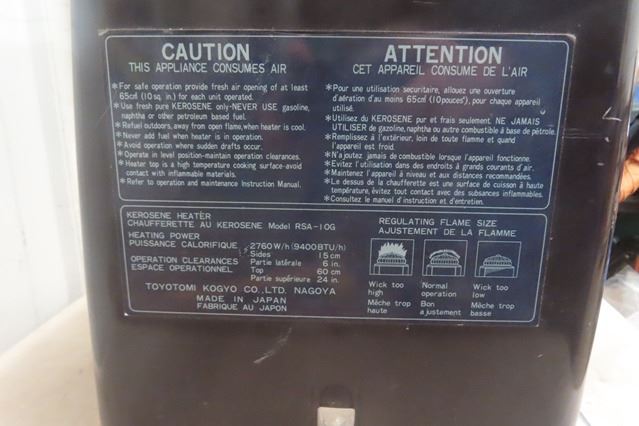 CAUTION
THIS APPLIANCE CONSUMES AIR
*For safe operation provide fresh air opening of at least
65cm² (10 sq. in.) for each unit operated.
*Use fresh pure KEROSENE only-NEVER USE gasoline,
naphtha or other petroleum based fuel.
*Refuel outdoors, away from open flame, when heater is cool.
*Never add fuel when heater is in operation.
*Avoid operation where sudden drafts occur.
*Operate in level position-maintain operation clearances.
*Heater top is a high temperature cooking surface-avoid
contact with inflammable materials.
*Refer to operation and maintenance Instruction Manual.
ATTENTION
CET APPAREIL CONSUME DE L'AIR
*Pour une utilisation securitaire, allouez une ouverture
d'aération d'au moins 65cm² (10pouces²), pour chaque appareil
utilisé.
*Utilisez du KEROSENE pur et frais seulement. NE JAMAIS
UTILISER de gazoline, naphtha ou autre combustible à base de pétrole.
*Remplissez à l'extérieur, loin de toute flamme et quand
l'appareil est froid.
*N'ajoutez jamais de combustible lorsque l'appareil fonctionne.
*Evitez l'utilisation dans des endroits à grands courants d'air.
*Maintenez l'appareil à niveau et aux distances recommandées.
*Le dessus de la chaufferette est une surface de cuisson à haute
température, évitez tout contact avec des subsances inflammables.
*Consultez le manuel d'instruction et d'entretien.
KEROSENE HEATER
CHAUFFERETTE AU KEROSENE Model RSA-10G
HEATING POWER
PUISSANCE CALORIFIQUE 2760W/h(9400BTU/h)
OPERATION CLEARANCES
ESPACE OPERATIONNEL
Sides 15cm
Partie latérale 6 in.
Top 60 cm
Partie supérieure 24 in.
TOYOTOMI KOGYO CO., LTD. NAGOYA
MADE IN JAPAN
FABRIQUE AU JAPON
REGULATING FLAME SIZE
AJUSTEMENT DE LA FLAMME
Wick too
high
Mèche trop
haute
Normal
operation
Bon
ajustement
Wick too
low
Mèche trop
basse